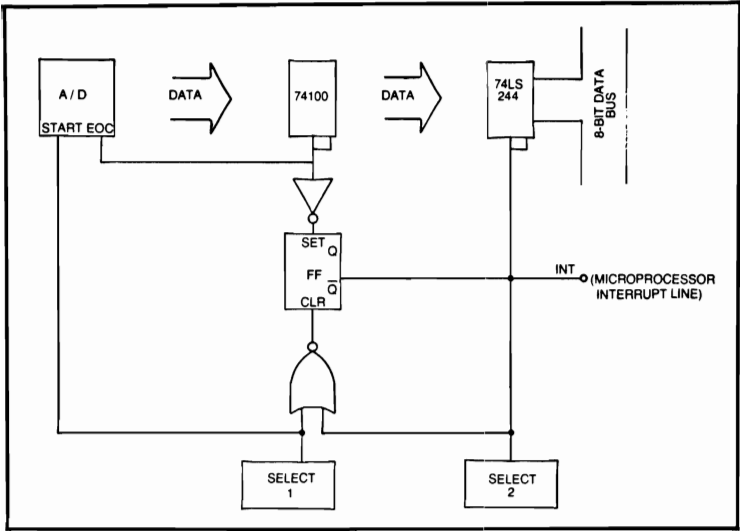 A/D
START EOC
DATA
74100
DATA
74LS
244
8-BIT DATA
BUS
SET
Q
FF
Q
CLR
INT
(MICROPROCESSOR
INTERRUPT LINE)
SELECT
1
SELECT
2